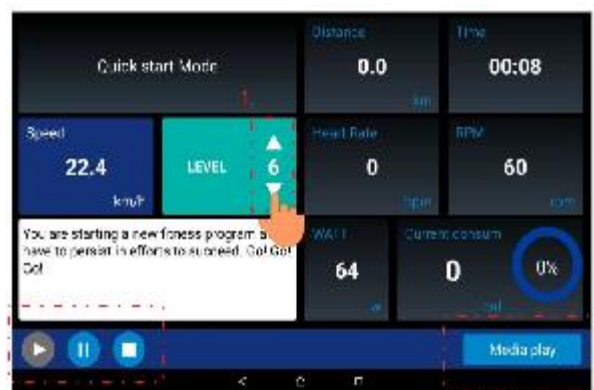 Quick start Mode
Distance
0.0
km
Time
00:08
1.
Speed
22.4
km/h
LEVEL
6
Heart Rate
0
bpm
RPM
60
rpm
You are starting a new fitness program a
have to persist in efforts to succeed. Go! Go!
Go!
WATT
64
w
Current consum
0
0%
Media play